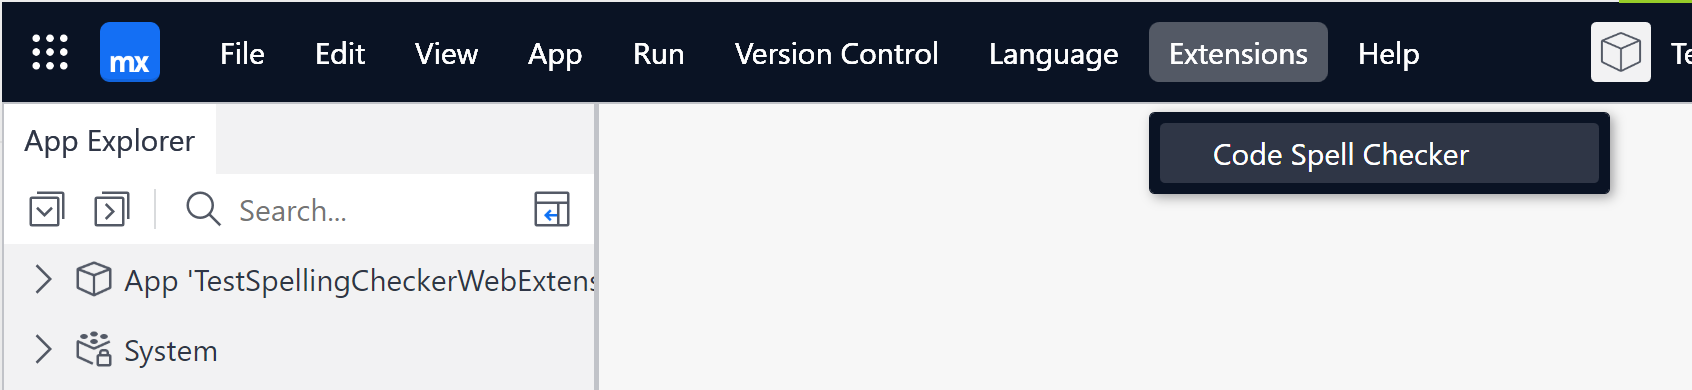 mx File Edit View App Run Version Control Language Extensions Help Te
App Explorer
Code Spell Checker
Search...
App 'TestSpellingCheckerWebExtens
System